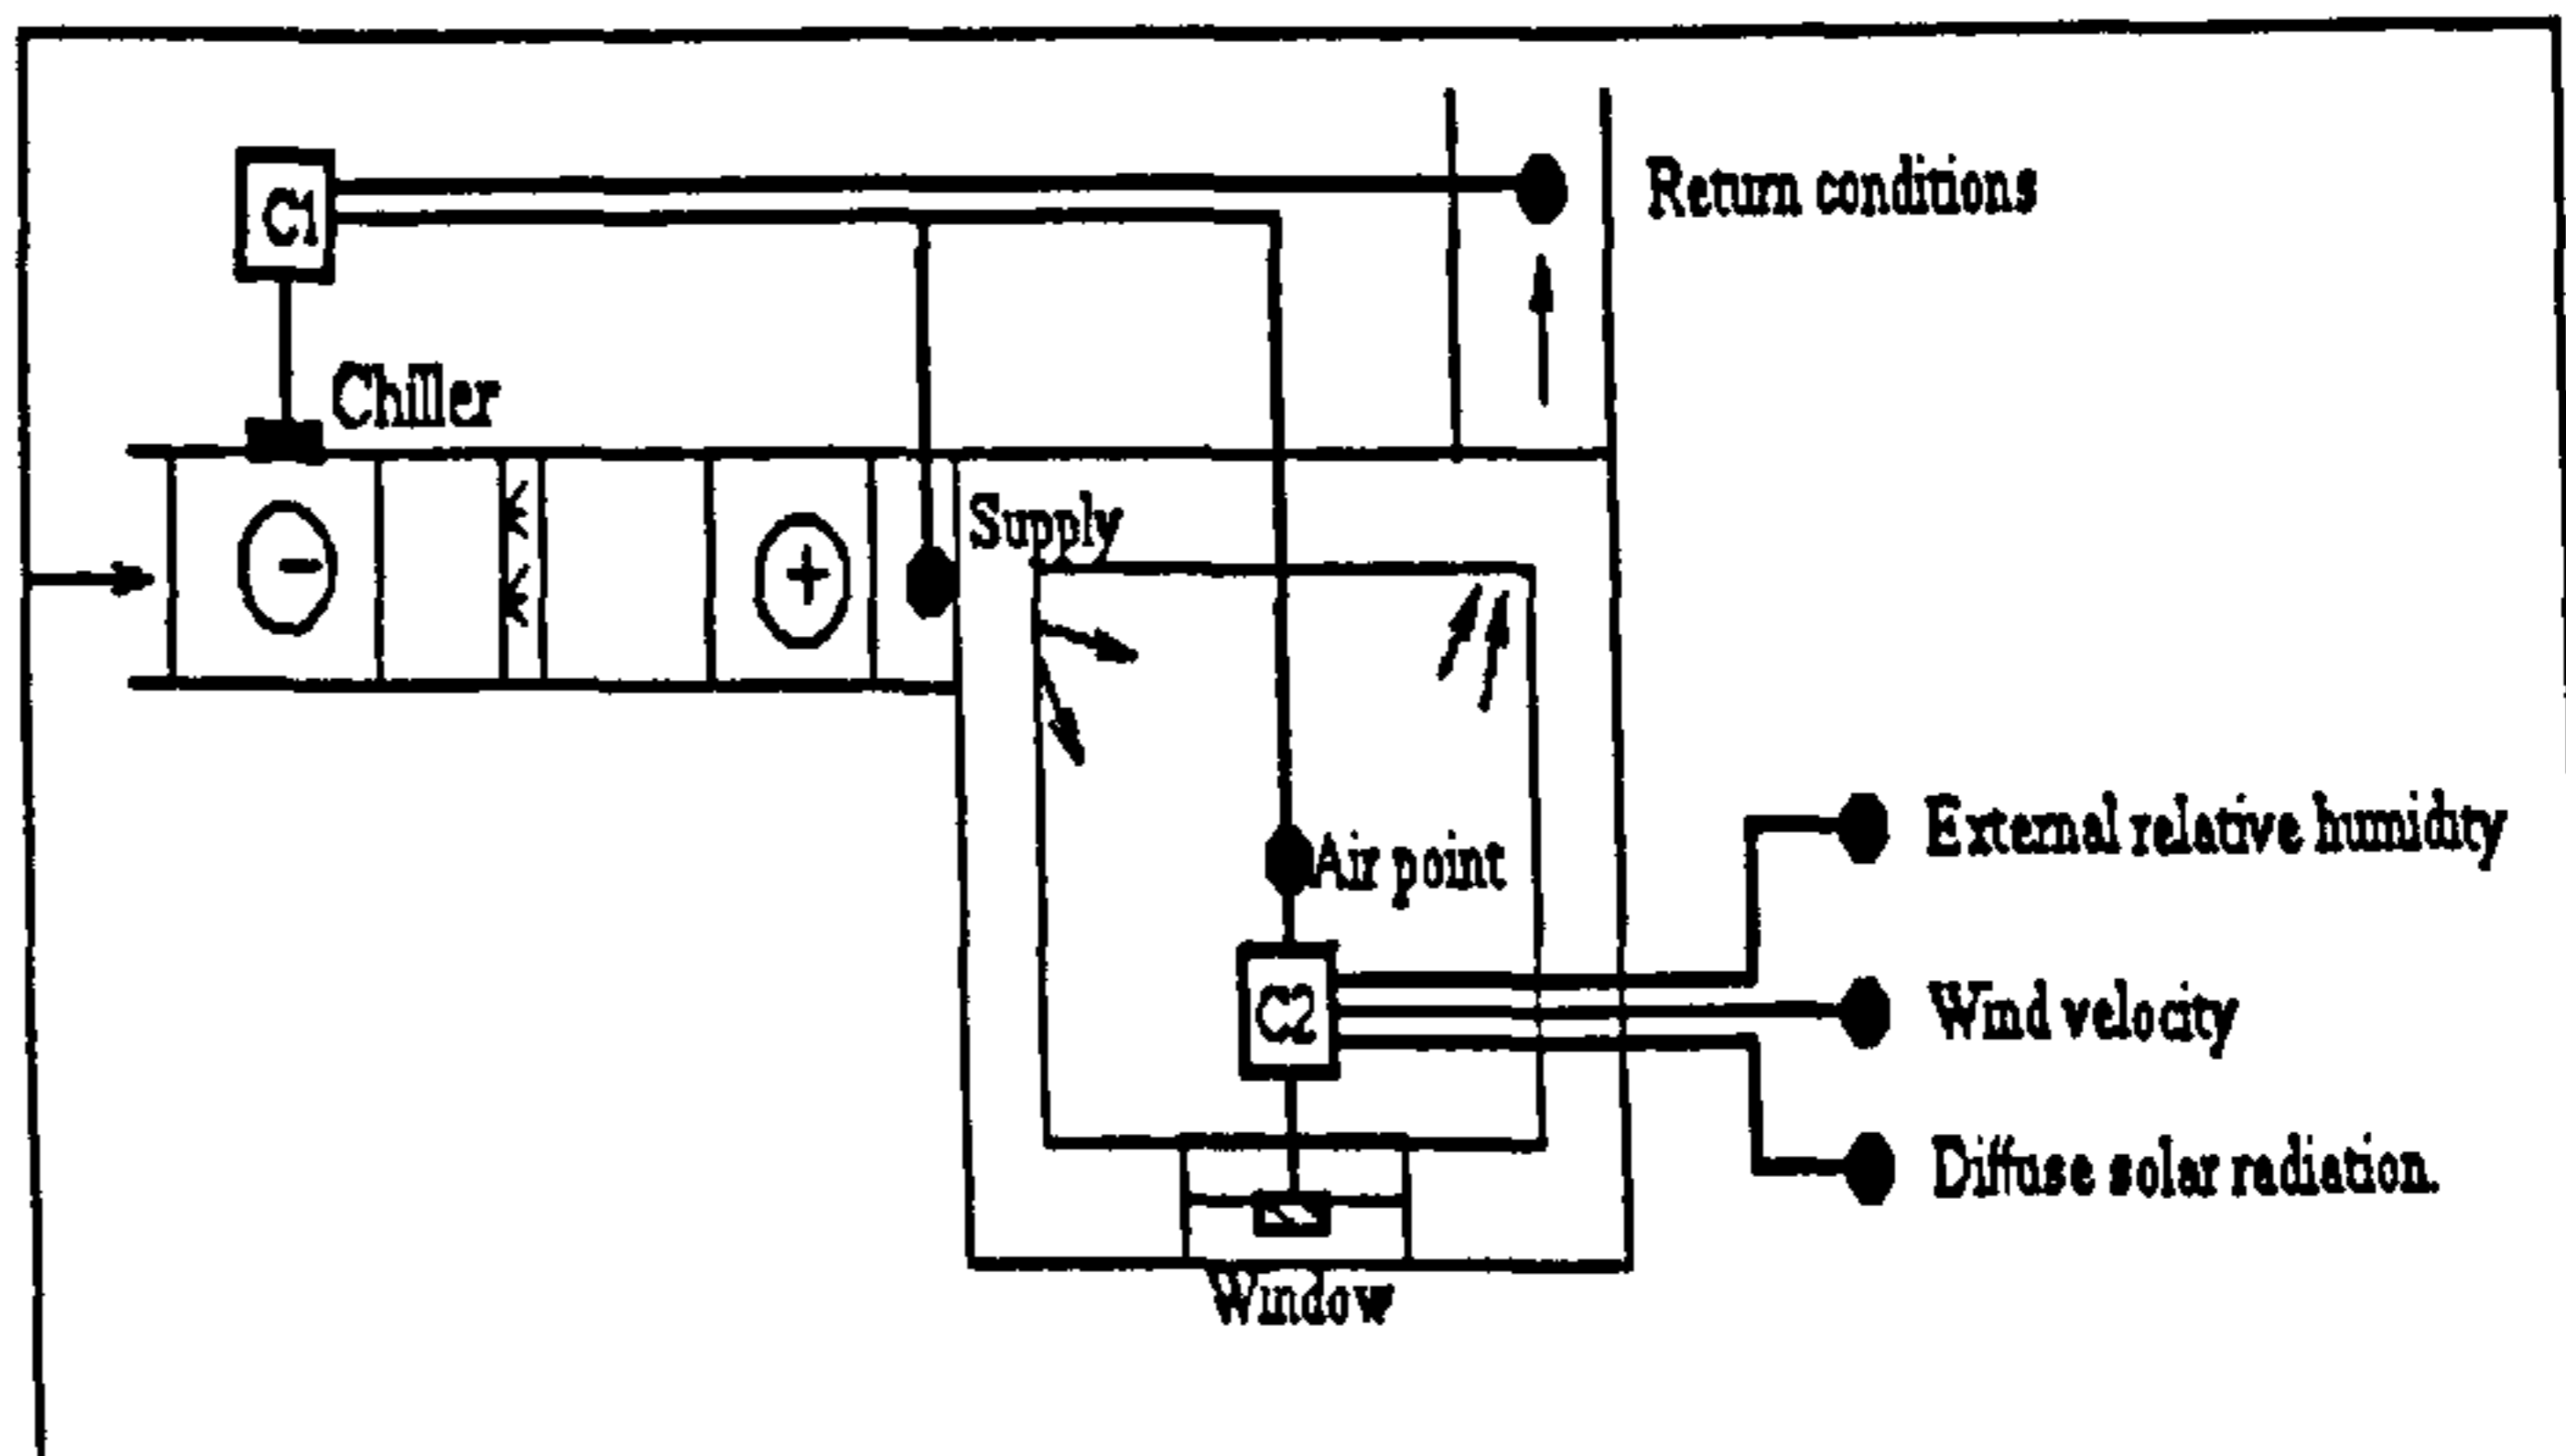 C1
Return conditions
Chiller
-
+
Supply
Air point
External relative humidity
C2
Wind velocity
Diffuse solar radiation.
Window